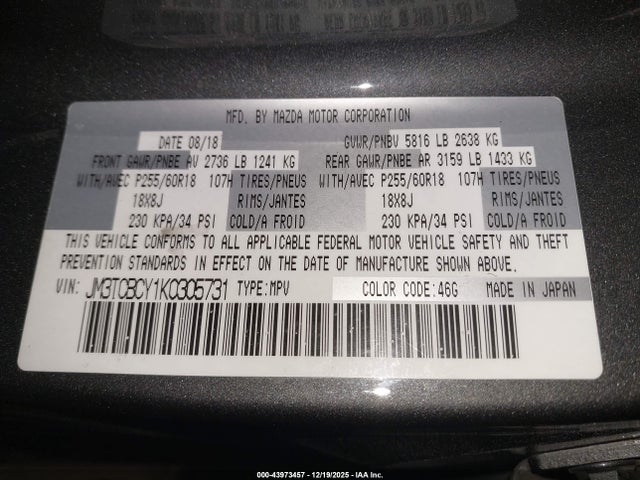 MFD. BY MAZDA MOTOR CORPORATION
DATE 08/18 GVWR/PNBV 5816 LB 2638 KG
FRONT GAWR/PNBE AV 2736 LB 1241 KG REAR GAWR/PNBE AR 3159 LB 1433 KG
WITH/AVEC P255/60R18 107H TIRES/PNEUS WITH/AVEC P255/60R18 107H TIRES/PNEUS
18X8J RIMS/JANTES 18X8J RIMS/JANTES
230 KPA/34 PSI COLD/A FROID 230 KPA/34 PSI COLD/A FROID
THIS VEHICLE CONFORMS TO ALL APPLICABLE FEDERAL MOTOR VEHICLE SAFETY AND THEFT
PREVENTION STANDARDS IN EFFECT ON THE DATE OF MANUFACTURE SHOWN ABOVE.
VIN: JM3TCBCY1K0305731 TYPE:MPV COLOR CODE:46G MADE IN JAPAN
000-43973457 - 12/19/2025 - IAA Inc.